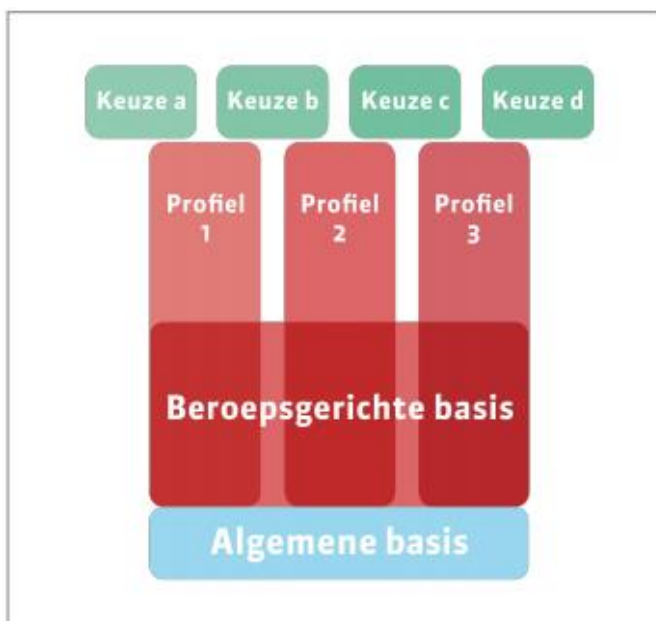 Keuze a
Keuze b
Keuze c
Keuze d
Profiel
1
Profiel
2
Profiel
3
Beroepsgerichte basis
Algemene basis